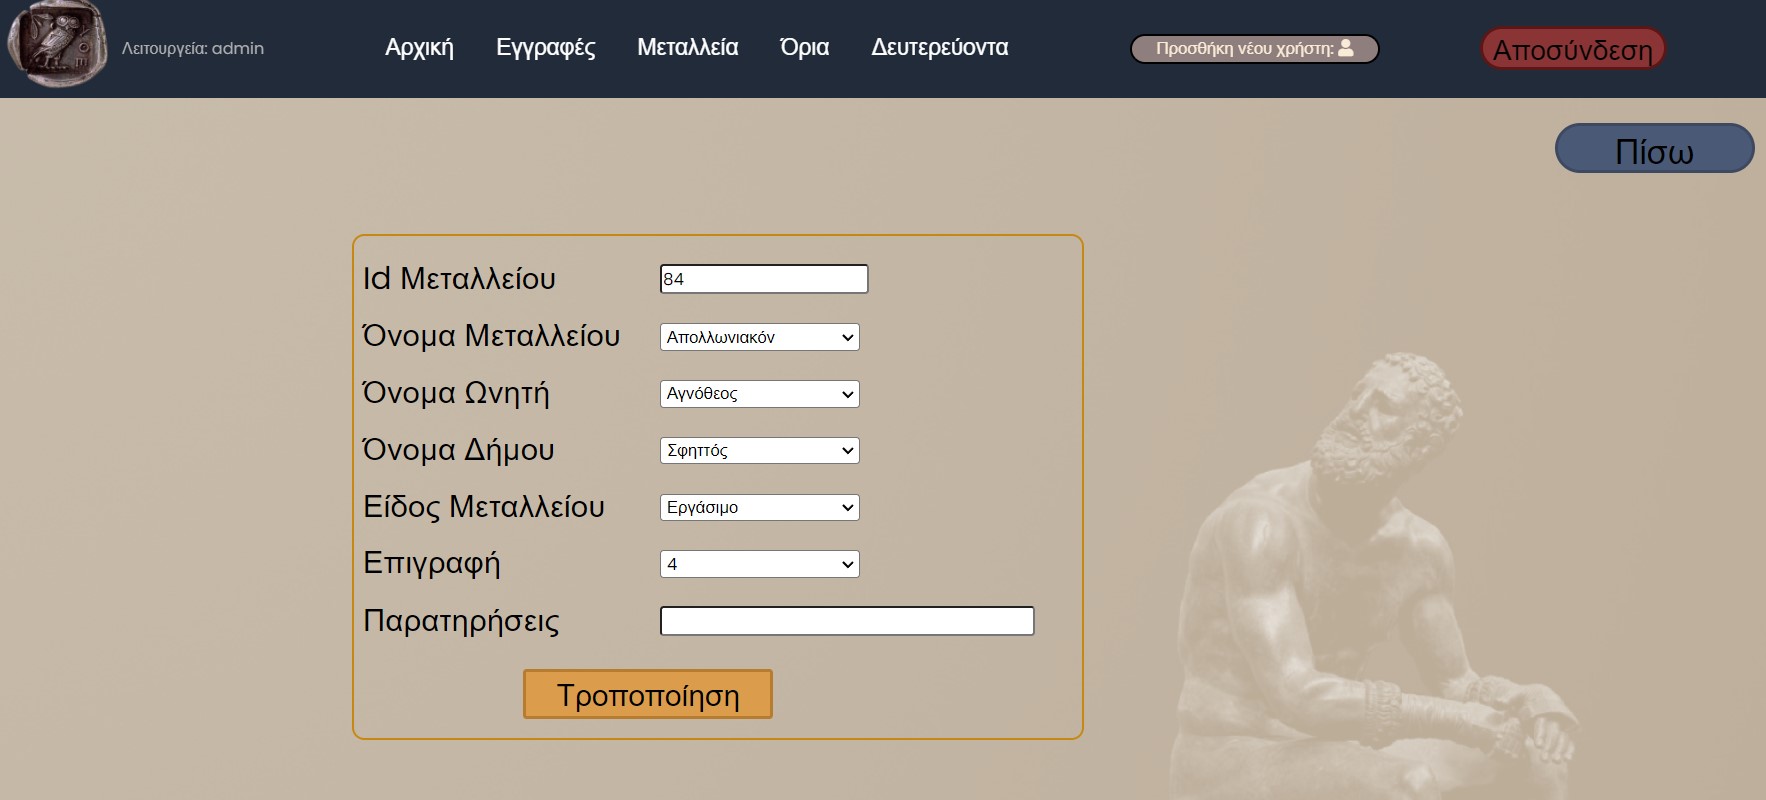 Λειτουργεία: admin
Αρχική Εγγραφές Μεταλλεία Όρια Δευτερεύοντα
Προσθήκη νέου χρήστη:
Αποσύνδεση
Πίσω
Id Μεταλλείου 84
Όνομα Μεταλλείου Απολλωνιακόν
Όνομα Ωνητή Αγνόθεος
Όνομα Δήμου Σφηττός
Είδος Μεταλλείου Εργάσιμο
Επιγραφή 4
Παρατηρήσεις
Τροποποίηση